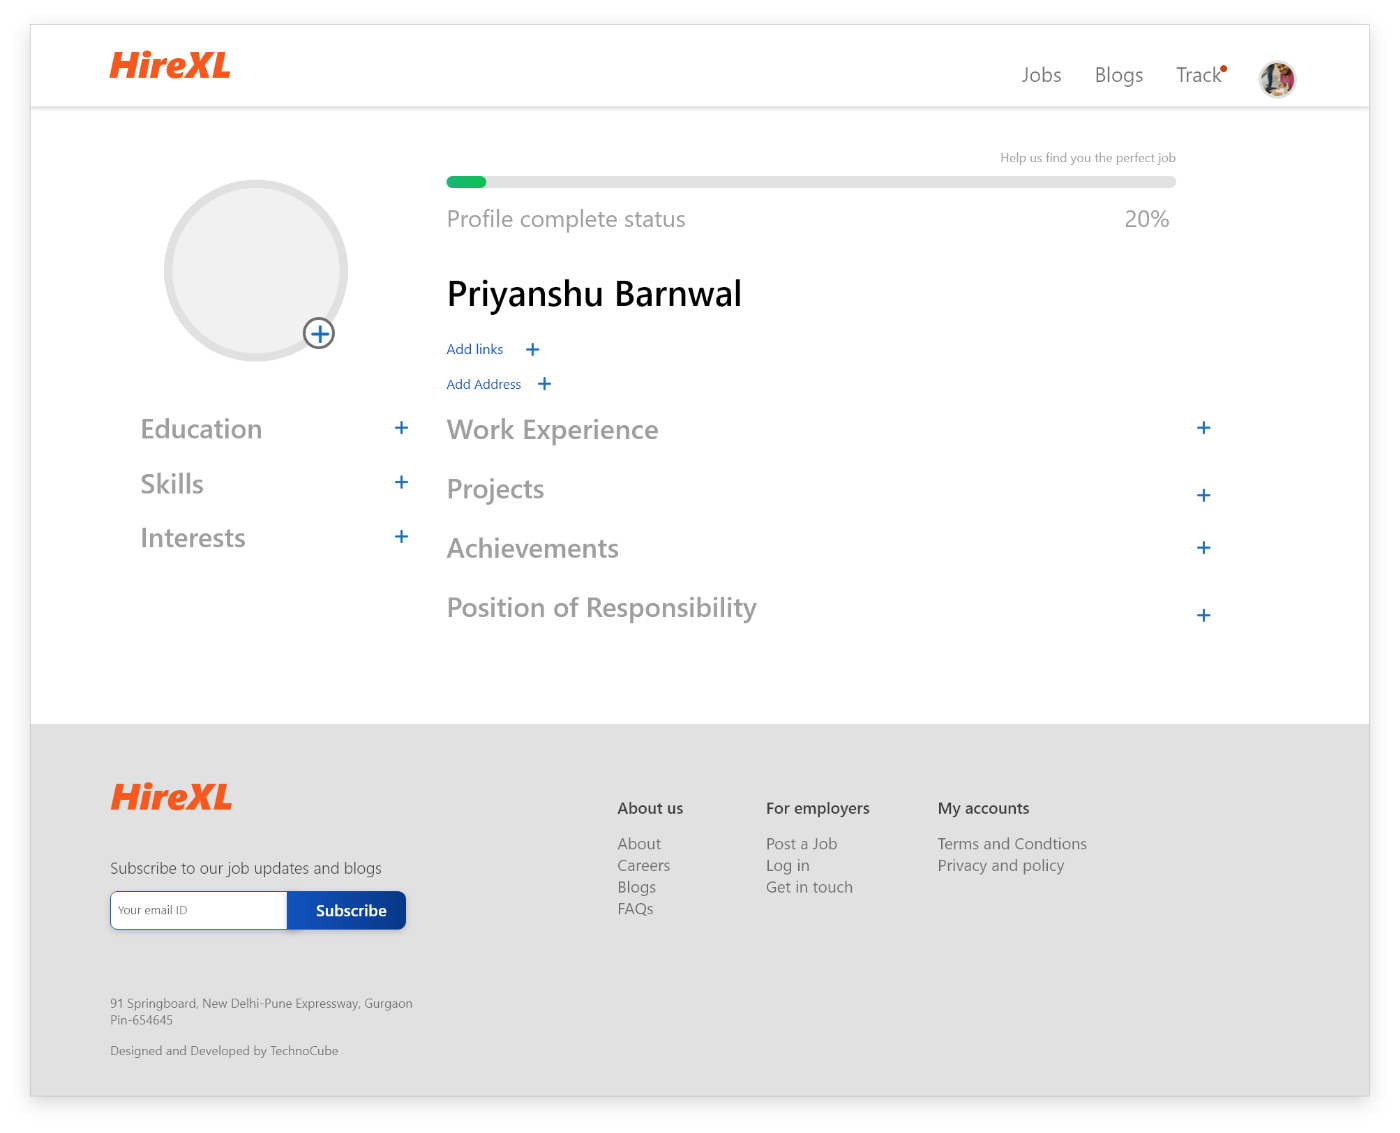 HireXL
Jobs
Blogs
Track
Help us find you the perfect job
Profile complete status
20%
Priyanshu Barnwal
Add links +
Add Address +
Education +
Skills +
Interests +
Work Experience +
Projects +
Achievements +
Position of Responsibility +
HireXL
Subscribe to our job updates and blogs
Your email ID
Subscribe
91 Springboard, New Delhi-Pune Expressway, Gurgaon
Pin-654645
Designed and Developed by TechnoCube
About us
About
Careers
Blogs
FAQs
For employers
Post a Job
Log in
Get in touch
My accounts
Terms and Condtions
Privacy and policy